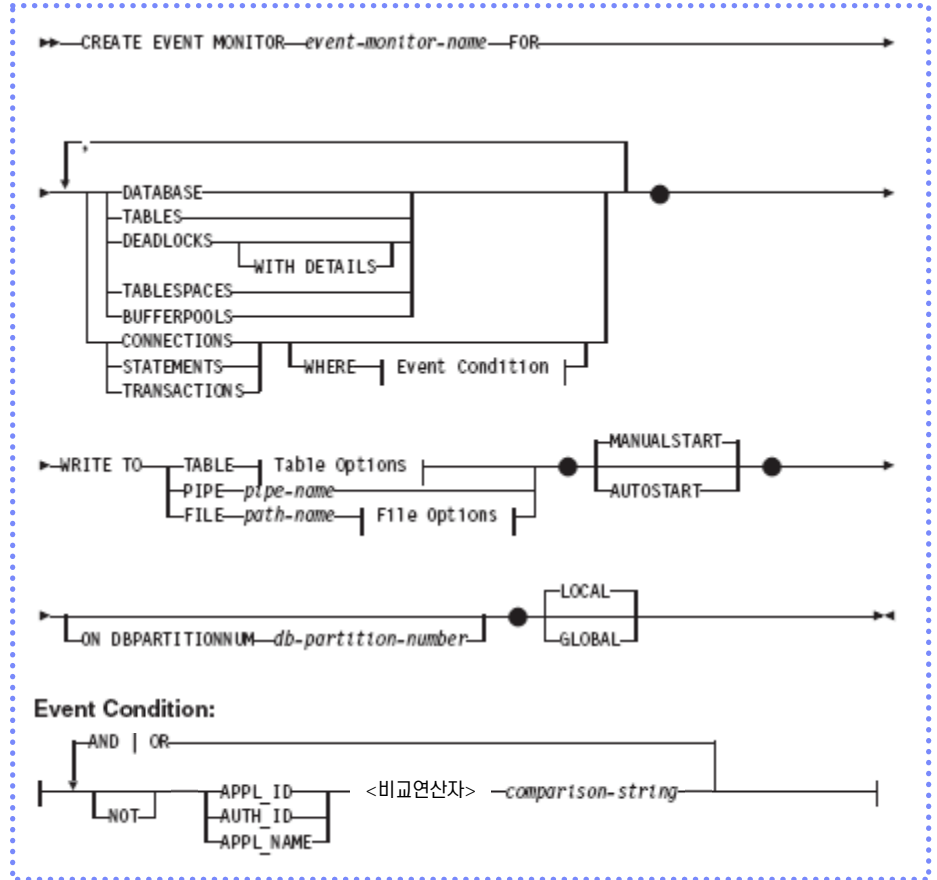 CREATE EVENT MONITOR event-monitor-name FOR
,
DATABASE
TABLES
DEADLOCKS
WITH DETAILS
TABLESPACES
BUFFERPOOLS
CONNECTIONS
STATEMENTS
TRANSACTIONS
WHERE Event Condition
WRITE TO TABLE Table Options
PIPE pipe-name
FILE path-name File Options
MANUALSTART
AUTOSTART
ON DBPARTITIONNUM db-partition-number
LOCAL
GLOBAL
Event Condition:
AND | OR
NOT
APPL_ID
AUTH_ID
APPL_NAME
<비교연산자> comparison-string